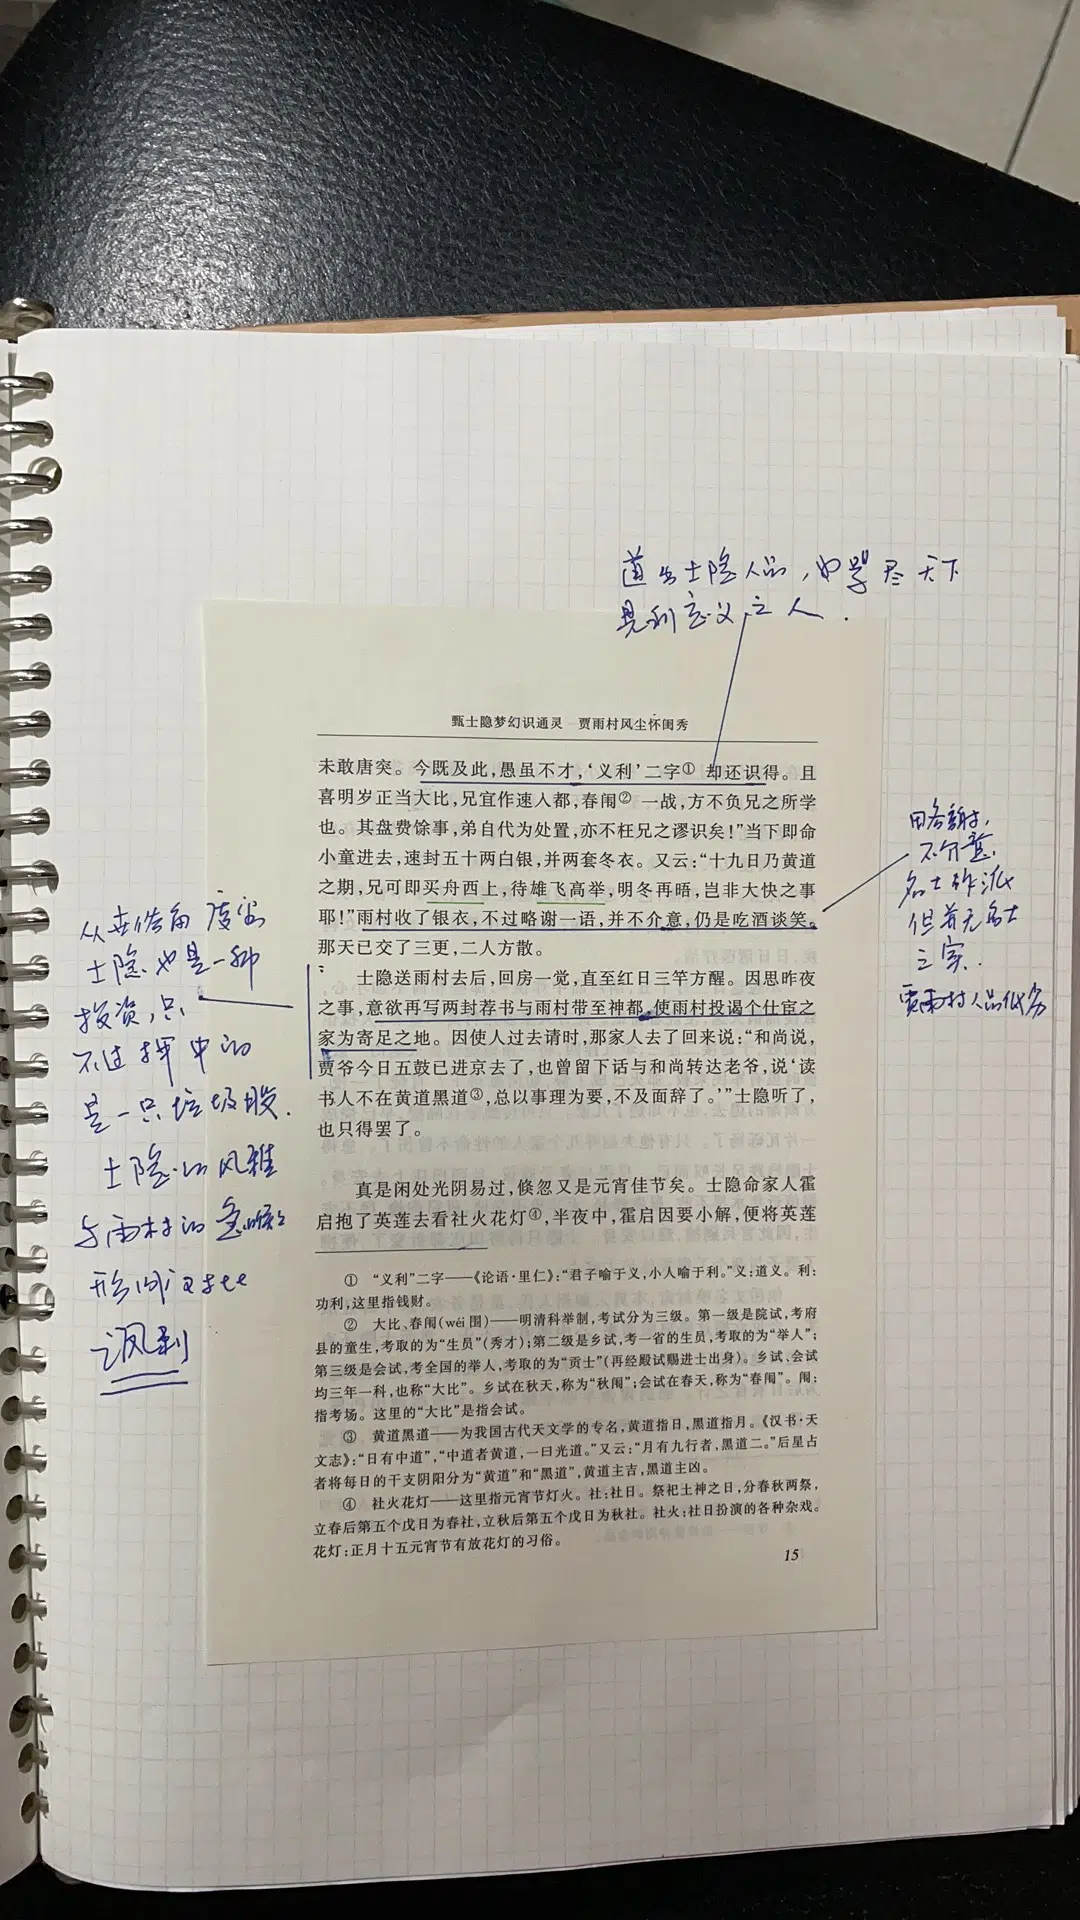 道出士隐人品，也骂尽天下
见利忘义之人．
甄士隐梦幻识通灵　贾雨村风尘怀闺秀
未敢唐突。今既及此，愚虽不才，‘义利’二字① 却还识得。且
喜明岁正当大比，兄宜作速入都，春闱② 一战，方不负兄之所学
也。其盘费馀事，弟自代为处置，亦不枉兄之谬识矣！”当下即命
小童进去，速封五十两白银，并两套冬衣。又云：“十九日乃黄道
之期，兄可即买舟西上，待雄飞高举，明冬再晤，岂非大快之事
耶！”雨村收了银衣，不过略谢一语，并不介意，仍是吃酒谈笑。
那天已交了三更，二人方散。
士隐送雨村去后，回房一觉，直至红日三竿方醒。因思昨夜
之事，意欲再写两封荐书与雨村带至神都，使雨村投谒个仕宦之
家为寄足之地。因使人过去请时，那家人去了回来说：“和尚说，
贾爷今日五鼓已进京去了，也曾留下话与和尚转达老爷，说‘读
书人不在黄道黑道③，总以事理为要，不及面辞了。’”士隐听了，
也只得罢了。
真是闲处光阴易过，倏忽又是元宵佳节矣。士隐命家人霍
启抱了英莲去看社火花灯④，半夜中，霍启因要小解，便将英莲
① “义利”二字——《论语·里仁》：“君子喻于义，小人喻于利。”义：道义。利：
功利，这里指钱财。
② 大比、春闱（wéi 围）——明清科举制，考试分为三级。第一级是院试，考府
县的童生，考取的为“生员”（秀才）；第二级是乡试，考一省的生员，考取的为“举人”；
第三级是会试，考全国的举人，考取的为“贡士”（再经殿试赐进士出身）。乡试、会试
均三年一科，也称“大比”。乡试在秋天，称为“秋闱”；会试在春天，称为“春闱”。闱：
指考场。这里的“大比”是指会试。
③ 黄道黑道——为我国古代天文学的专名，黄道指日，黑道指月。《汉书·天
文志》：“日有中道”，“中道者黄道，一曰光道。”又云：“月有九行者，黑道二。”后星占
者将每日的干支阴阳分为“黄道”和“黑道”，黄道主吉，黑道主凶。
④ 社火花灯——这里指元宵节灯火。社：社日。祭祀土神之日，分春秋两祭，
立春后第五个戊日为春社，立秋后第五个戊日为秋社。社火：社日扮演的各种杂戏。
花灯：正月十五元宵节有放花灯的习俗。
15
不介意．
名士作派
但并无名士
之实．
贾雨村人品低劣
从世俗角度
士隐也是一种
投资，只
不过择中的
是一只垃圾股．
士隐的风雅
与雨村的
形成对比
讽刺